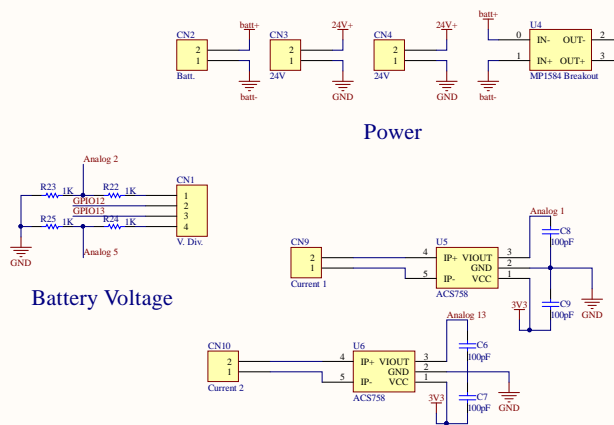 batt+
24V+
24V+
batt+
CN2
CN3
CN4
U4
2
1
2
1
2
1
0
IN-
OUT-
2
1
IN+
OUT+
3
Batt.
24V
24V
MP1584 Breakout
batt-
GND
GND
batt-
Power
Analog 2
CN1
R23
1K
R22
1K
1
GPIO12
2
GPIO13
3
R25
1K
R24
1K
4
V. Div.
GND
Analog 5
Battery Voltage
Analog 1
C8
100pF
CN9
2
1
Current 1
U5
4
IP+
VIOUT
3
GND
2
5
IP-
VCC
1
ACS758
3V3
C9
100pF
GND
Analog 13
C6
100pF
CN10
2
1
Current 2
U6
4
IP+
VIOUT
3
GND
2
5
IP-
VCC
1
ACS758
3V3
C7
100pF
GND
GND